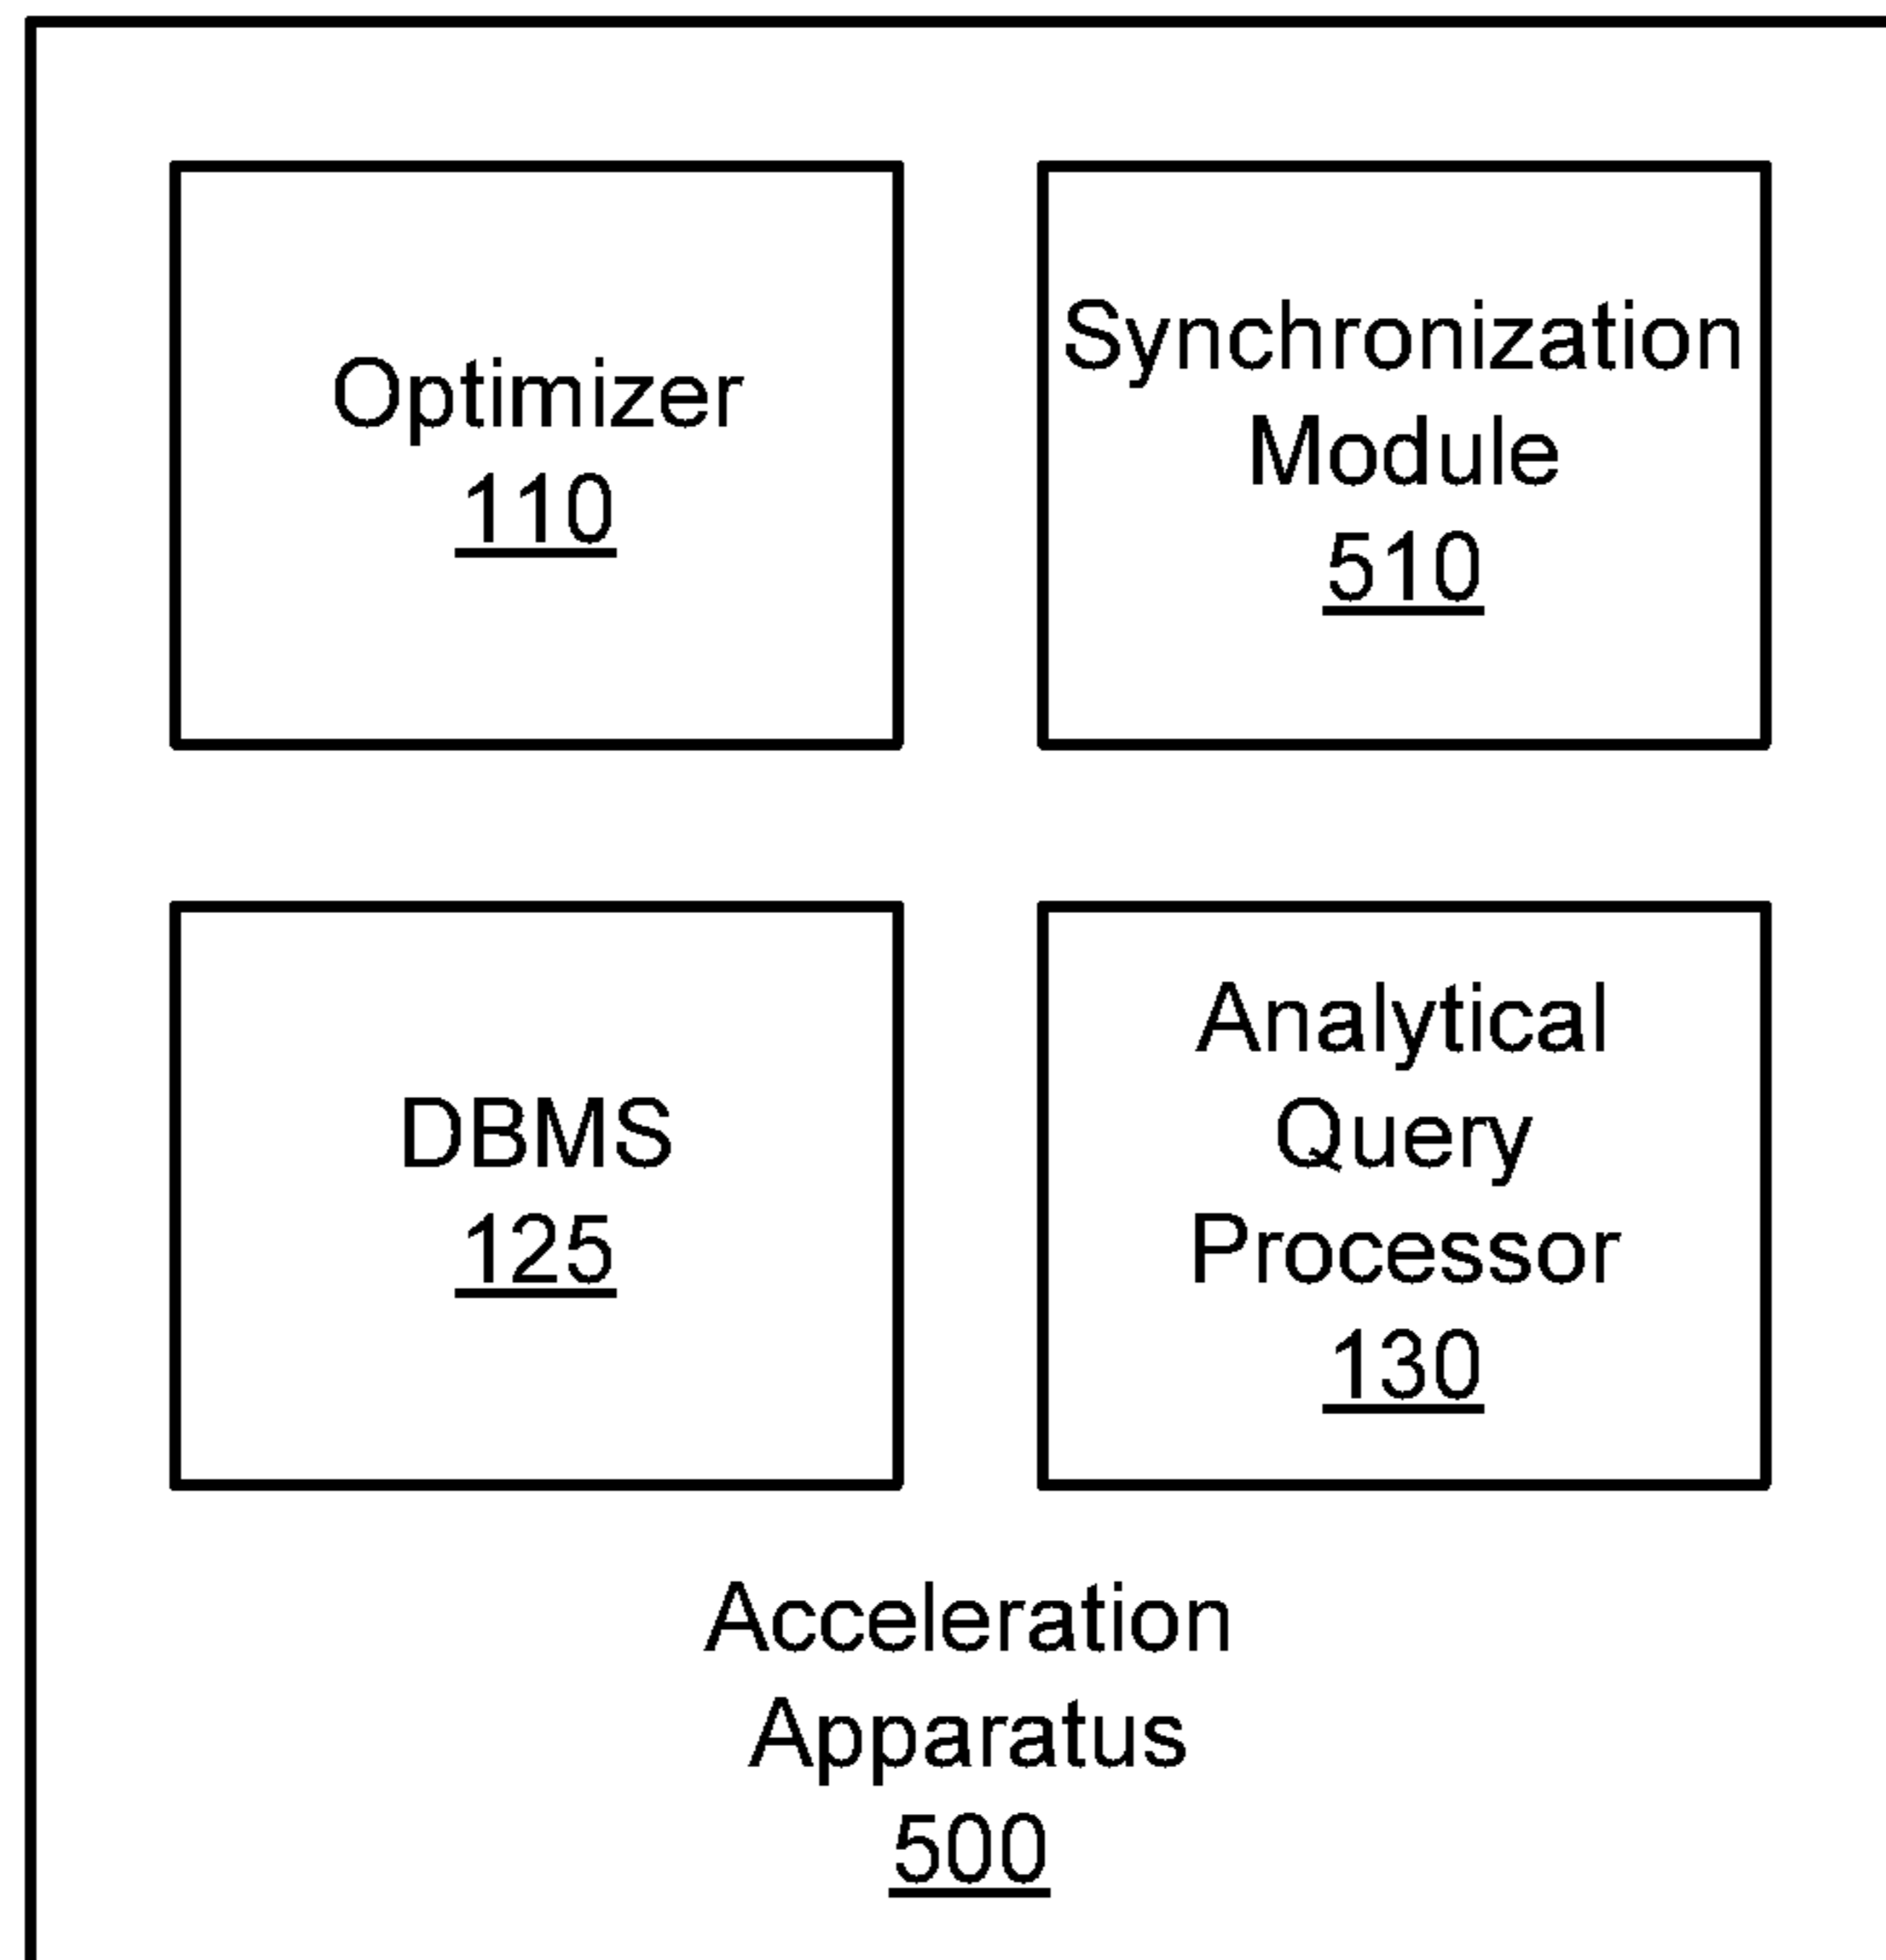 Optimizer
110
Synchronization
Module
510
DBMS
125
Analytical
Query
Processor
130
Acceleration
Apparatus
500